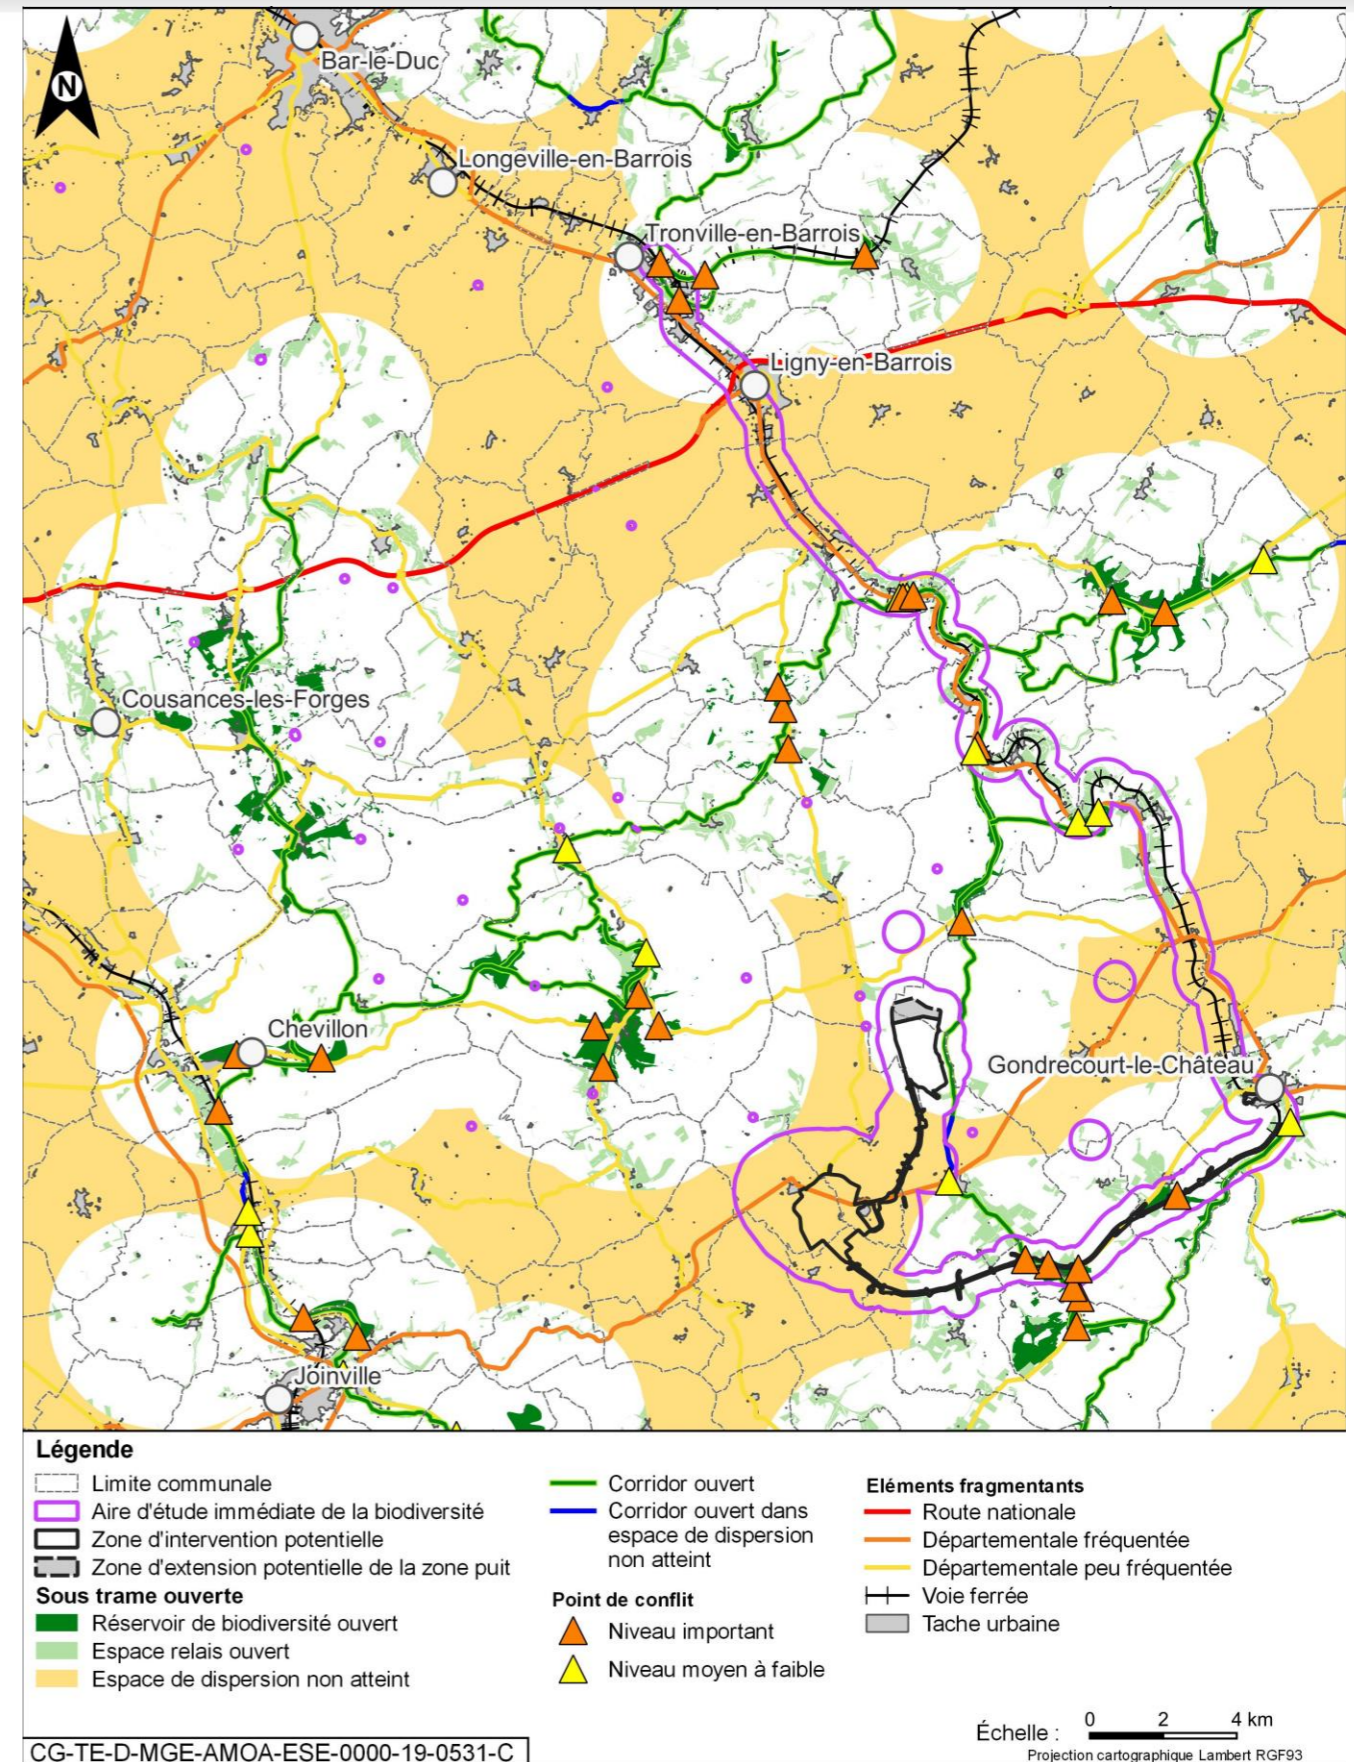 N
Bar-le-Duc
Longeville-en-Barrois
Tronville-en-Barrois
Ligny-en-Barrois
Cousances-les-Forges
Chevillon
Gondrecourt-le-Château
Joinville
Légende
Limite communale
Aire d'étude immédiate de la biodiversité
Zone d'intervention potentielle
Zone d'extension potentielle de la zone puit
Sous trame ouverte
Réservoir de biodiversité ouvert
Espace relais ouvert
Espace de dispersion non atteint
Corridor ouvert
Corridor ouvert dans
espace de dispersion
non atteint
Point de conflit
Niveau important
Niveau moyen à faible
Eléments fragmentants
Route nationale
Départementale fréquentée
Départementale peu fréquentée
Voie ferrée
Tache urbaine
Échelle : 0 2 4 km
Projection cartographique Lambert RGF93
CG-TE-D-MGE-AMOA-ESE-0000-19-0531-C